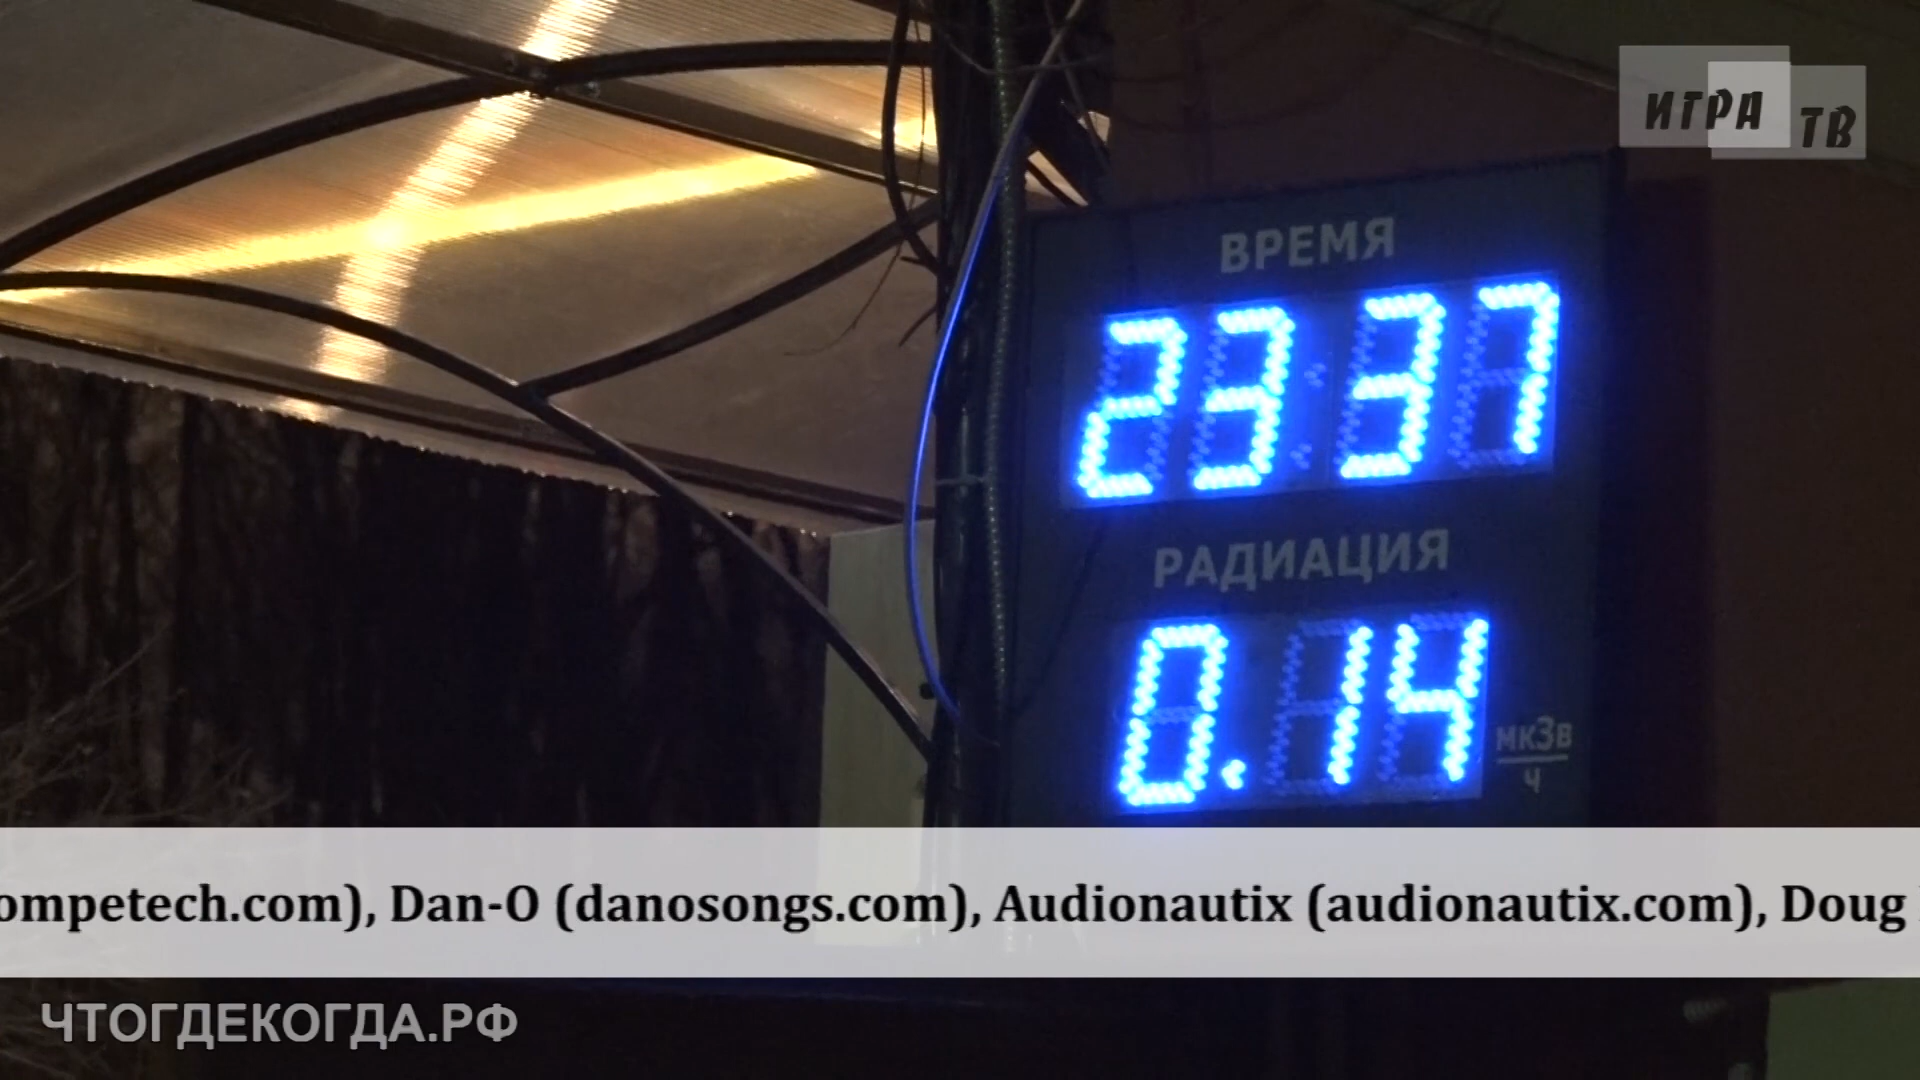 ИГРА ТВ
ВРЕМЯ
23:37
РАДИАЦИЯ
0.14 мкЗв
ч
ompetech.com), Dan-O (danosongs.com), Audionautix (audionautix.com), Doug
ЧТОГДЕКОГДА.РФ